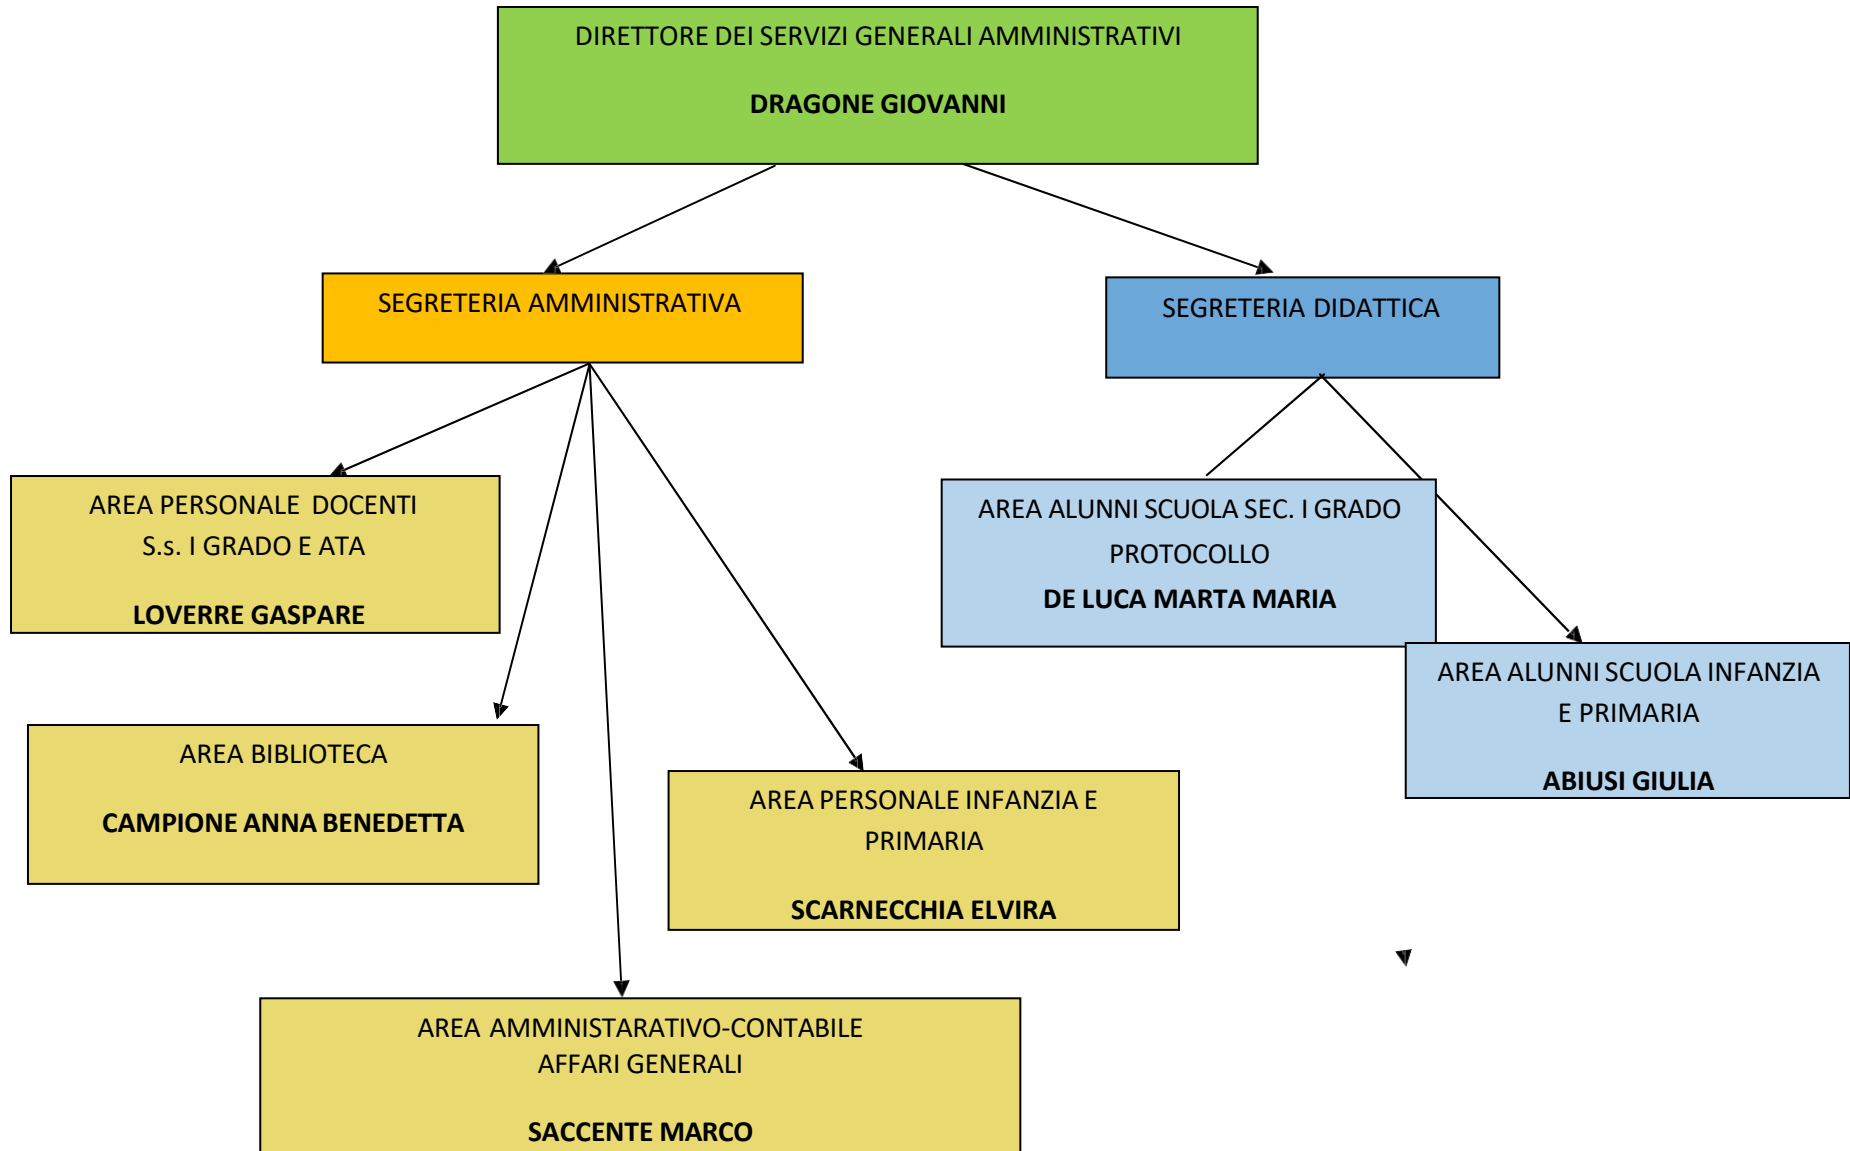 DIRETTORE DEI SERVIZI GENERALI AMMINISTRATIVI
DRAGONE GIOVANNI
SEGRETERIA AMMINISTRATIVA
SEGRETERIA DIDATTICA
AREA PERSONALE DOCENTI
S.s. I GRADO E ATA
LOVERRE GASPARE
AREA ALUNNI SCUOLA SEC. I GRADO
PROTOCOLLO
DE LUCA MARTA MARIA
AREA ALUNNI SCUOLA INFANZIA
E PRIMARIA
ABIUSI GIULIA
AREA BIBLIOTECA
CAMPIONE ANNA BENEDETTA
AREA PERSONALE INFANZIA E
PRIMARIA
SCARNECCHIA ELVIRA
AREA AMMINISTARATIVO-CONTABILE
AFFARI GENERALI
SACCENTE MARCO